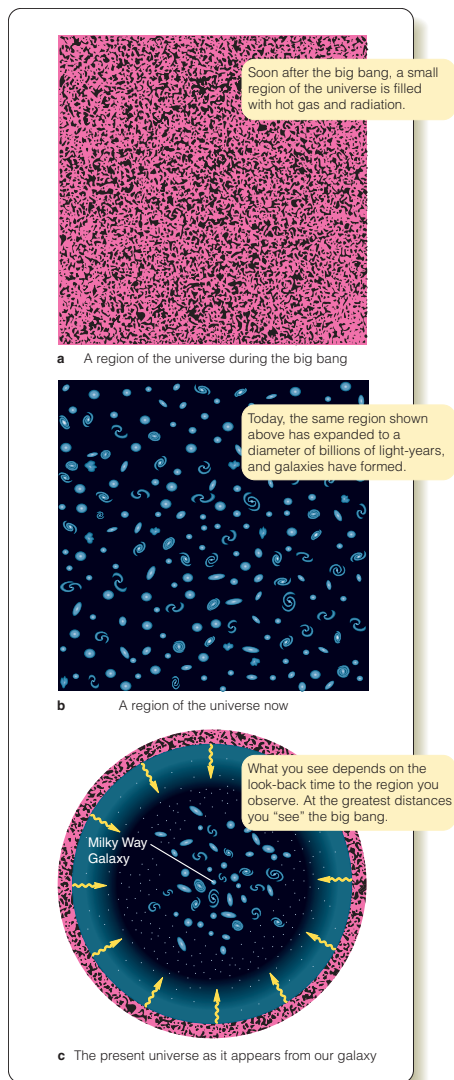 Soon after the big bang, a small
region of the universe is filled
with hot gas and radiation.
a A region of the universe during the big bang
Today, the same region shown
above has expanded to a
diameter of billions of light-years,
and galaxies have formed.
b A region of the universe now
What you see depends on the
look-back time to the region you
observe. At the greatest distances
you “see” the big bang.
Milky Way
Galaxy
c The present universe as it appears from our galaxy